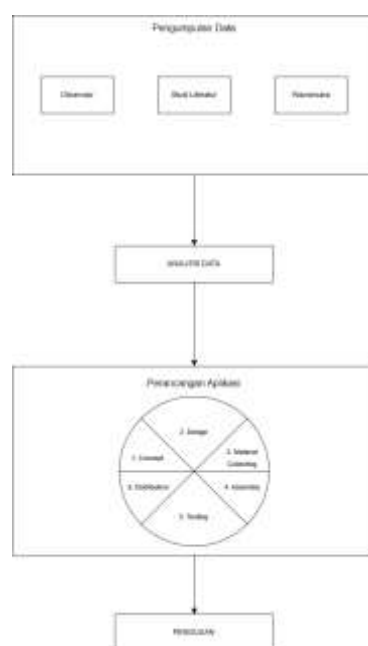 Pengumpulan Data
Observasi
Studi Literatur
Wawancara
ANALISIS DATA
Perancangan Aplikasi
2. Design
1. Concept
3. Material
Collecting
6. Distribution
4. Assembly
5. Testing
PENGUJIAN